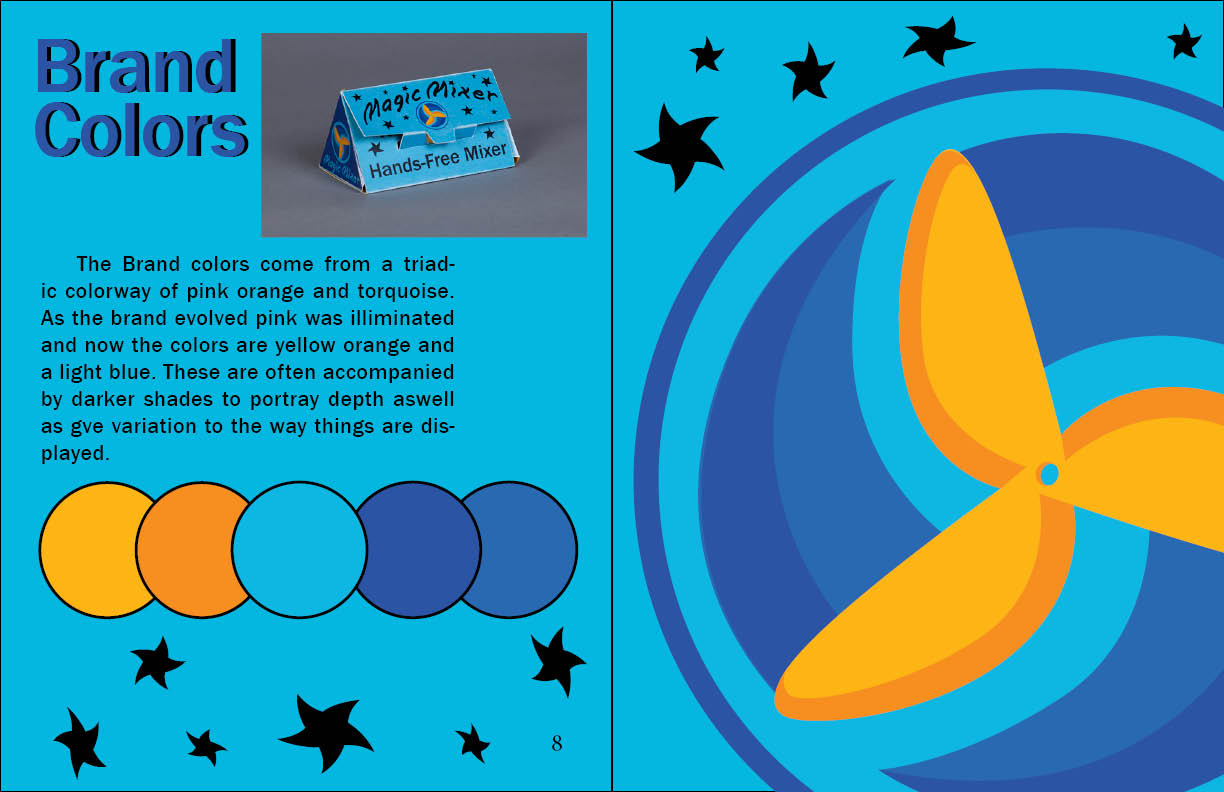 Brand
Colors
Magic Mixer
Hands-Free Mixer
Magic Mixer
The Brand colors come from a triad-
ic colorway of pink orange and torquoise.
As the brand evolved pink was illiminated
and now the colors are yellow orange and
a light blue. These are often accompanied
by darker shades to portray depth aswell
as gve variation to the way things are dis-
played.
8